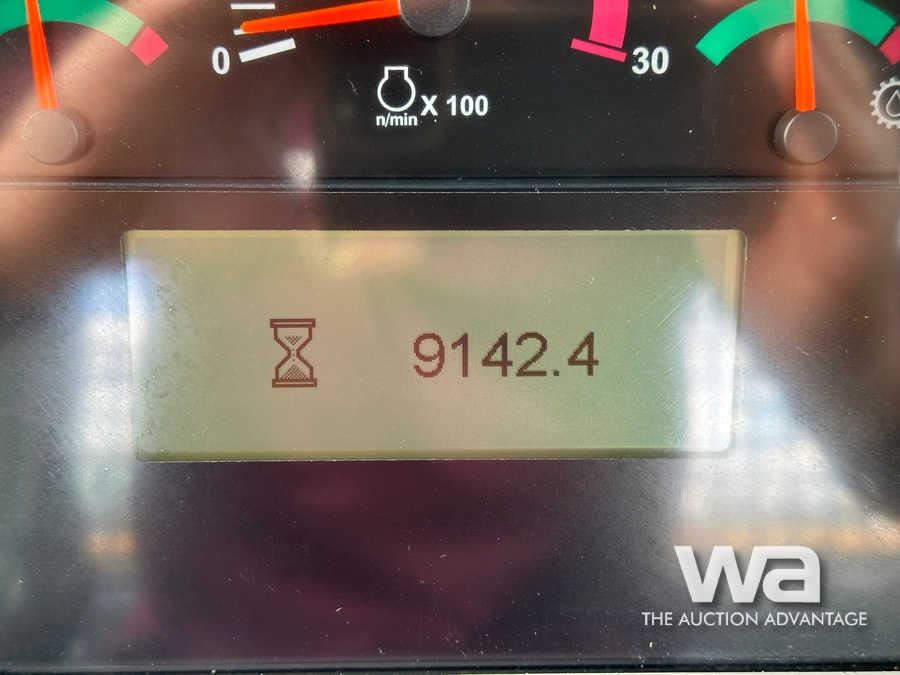 0
30
n/min X 100
9142.4
wa
THE AUCTION ADVANTAGE